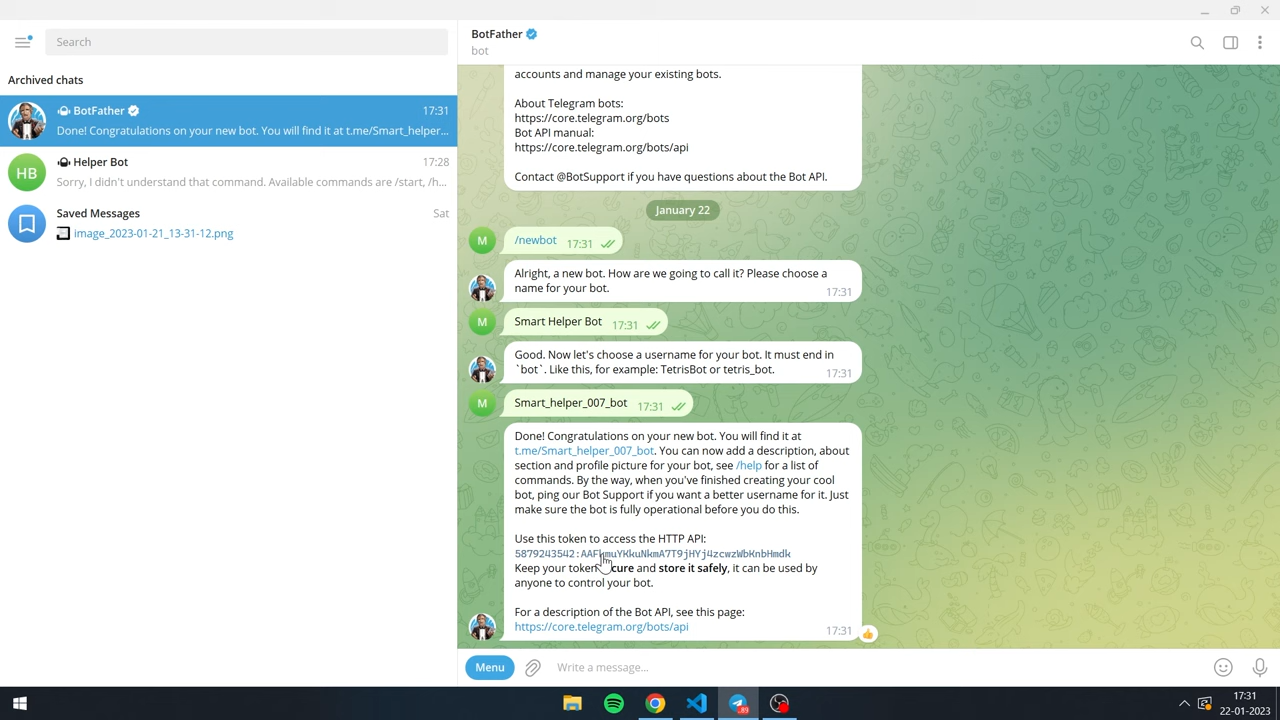 Search
Archived chats
BotFather
17:31
Done! Congratulations on your new bot. You will find it at t.me/Smart_helper...
HB
Helper Bot
17:28
Sorry, I didn't understand that command. Available commands are /start, /h...
Saved Messages
Sat
image_2023-01-21_13-31-12.png
BotFather
bot
accounts and manage your existing bots.
About Telegram bots:
https://core.telegram.org/bots
Bot API manual:
https://core.telegram.org/bots/api
Contact @BotSupport if you have questions about the Bot API.
January 22
M
/newbot 17:31
Alright, a new bot. How are we going to call it? Please choose a
name for your bot.
17:31
M
Smart Helper Bot 17:31
Good. Now let's choose a username for your bot. It must end in
`bot`. Like this, for example: TetrisBot or tetris_bot.
17:31
M
Smart_helper_007_bot 17:31
Done! Congratulations on your new bot. You will find it at
t.me/Smart_helper_007_bot. You can now add a description, about
section and profile picture for your bot, see /help for a list of
commands. By the way, when you've finished creating your cool
bot, ping our Bot Support if you want a better username for it. Just
make sure the bot is fully operational before you do this.
Use this token to access the HTTP API:
Keep your token and store it safely, it can be used by
anyone to control your bot.
For a description of the Bot API, see this page:
https://core.telegram.org/bots/api
17:31
Menu
Write a message...
17:31
22-01-2023